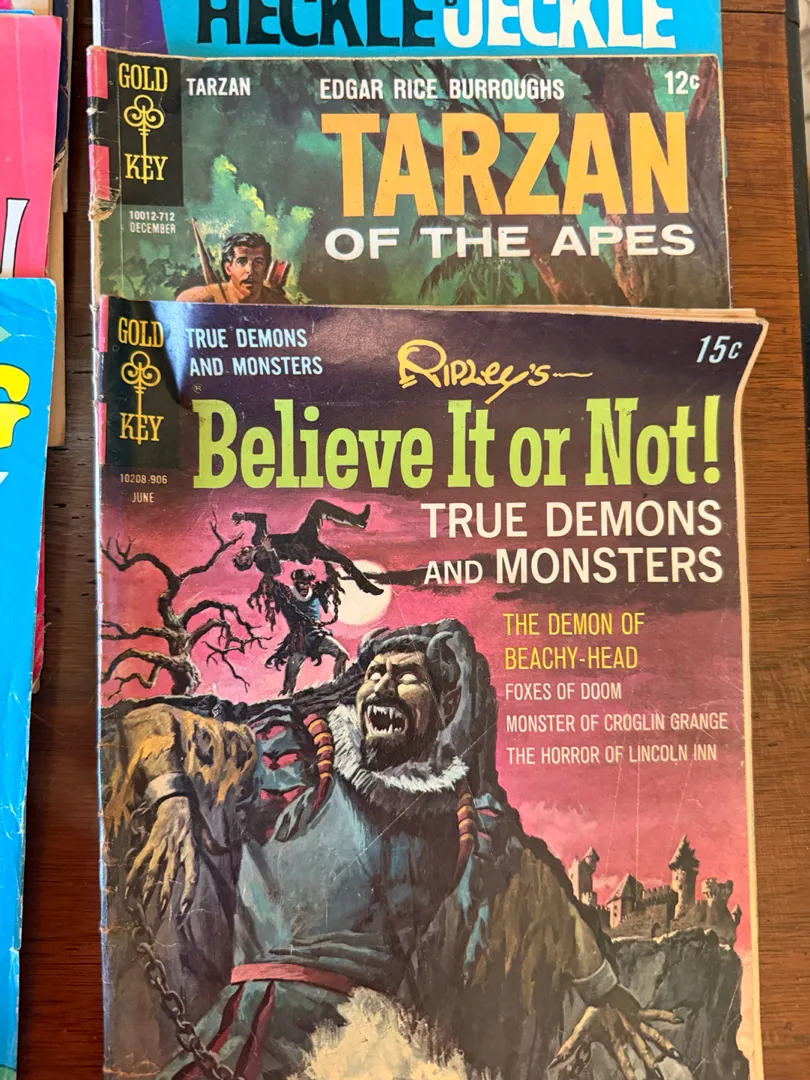 HECKLE & JECKLE
GOLD
KEY
TARZAN
EDGAR RICE BURROUGHS
12¢
TARZAN
OF THE APES
10012-712
DECEMBER
GOLD
KEY
TRUE DEMONS
AND MONSTERS
RIPLEY'S
15¢
Believe It or Not!
®
10208-906
JUNE
TRUE DEMONS
AND MONSTERS
THE DEMON OF
BEACHY-HEAD
FOXES OF DOOM
MONSTER OF CROGLIN GRANGE
THE HORROR OF LINCOLN INN